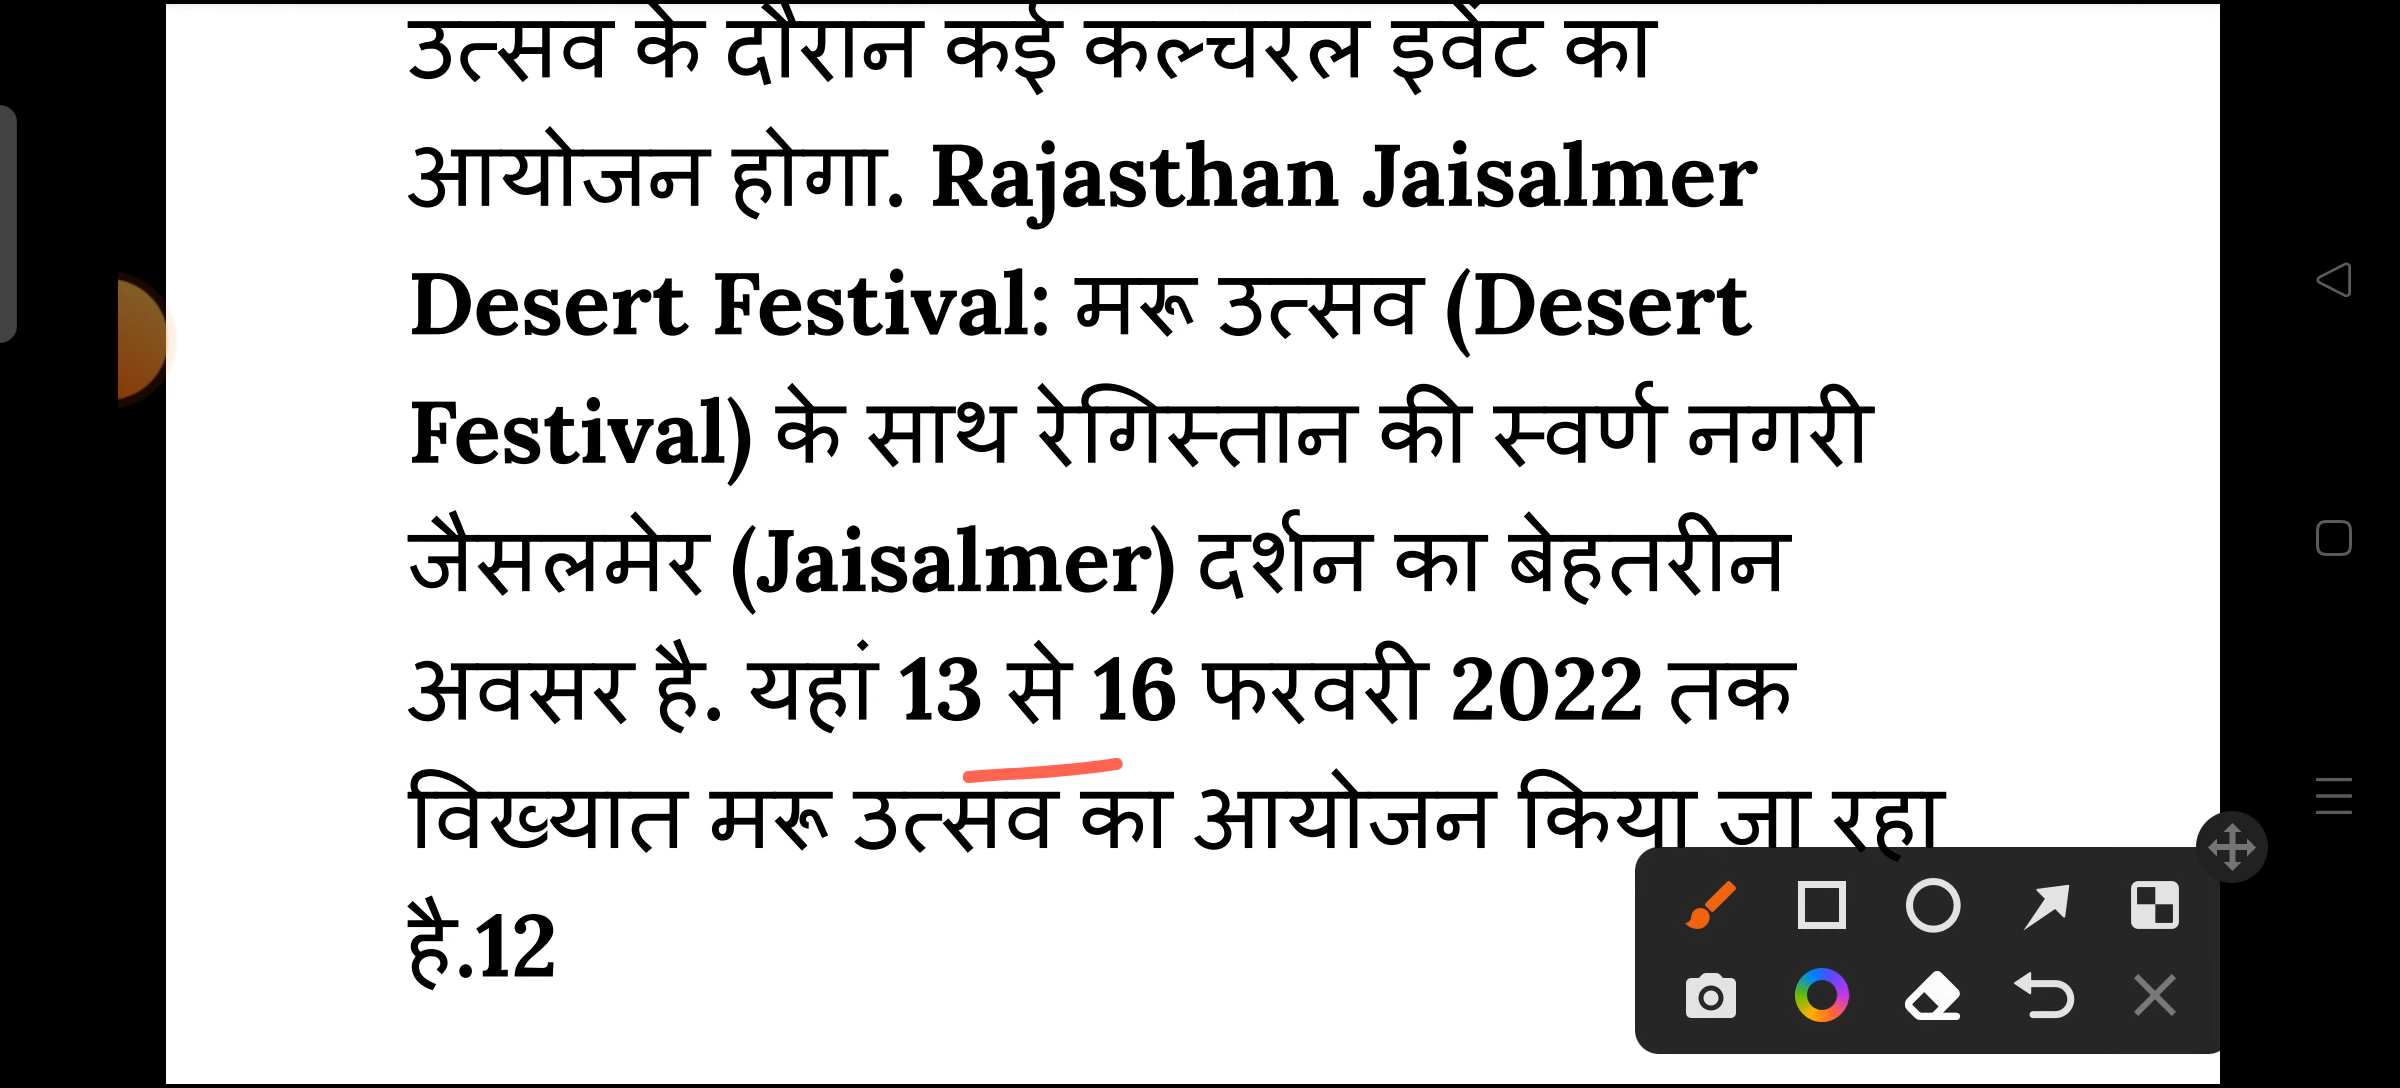 उत्सव के दौरान कई कल्चरल इवेंट का
आयोजन होगा. Rajasthan Jaisalmer
Desert Festival: मरू उत्सव (Desert
Festival) के साथ रेगिस्तान की स्वर्ण नगरी
जैसलमेर (Jaisalmer) दर्शन का बेहतरीन
अवसर है. यहां 13 से 16 फरवरी 2022 तक
विख्यात मरू उत्सव का आयोजन किया जा रहा
है.12